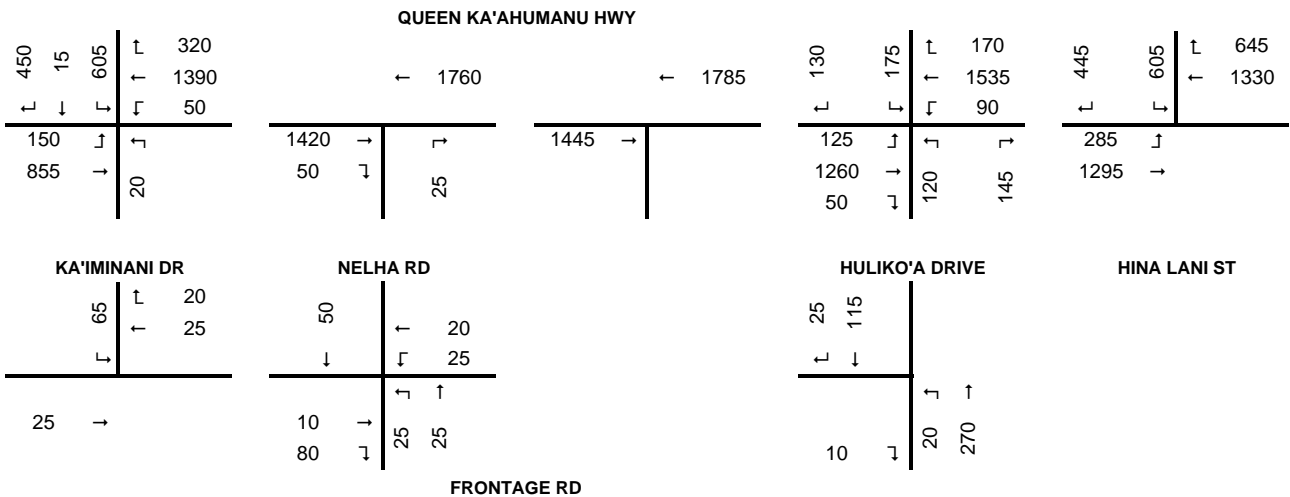 QUEEN KA'AHUMANU HWY
450 15 605 ↰ 320
← 1390
↵ ↓ ↳ ↲ 50
150 ↱ ↰
855 →
20
← 1760
1420 → ↱
50 ↴
25
← 1785
1445 →
130 175 170
← 1535
90
125
1260 →
50
120 145
445 605 645
← 1330
285
1295 →
KA'IMINANI DR
NELHA RD
HULIKO'A DRIVE
HINA LANI ST
65 20
← 25
25 →
50
← 20
↓ 25
↑
10 →
80
25 25
25 115
↓
↑
10
20 270
FRONTAGE RD